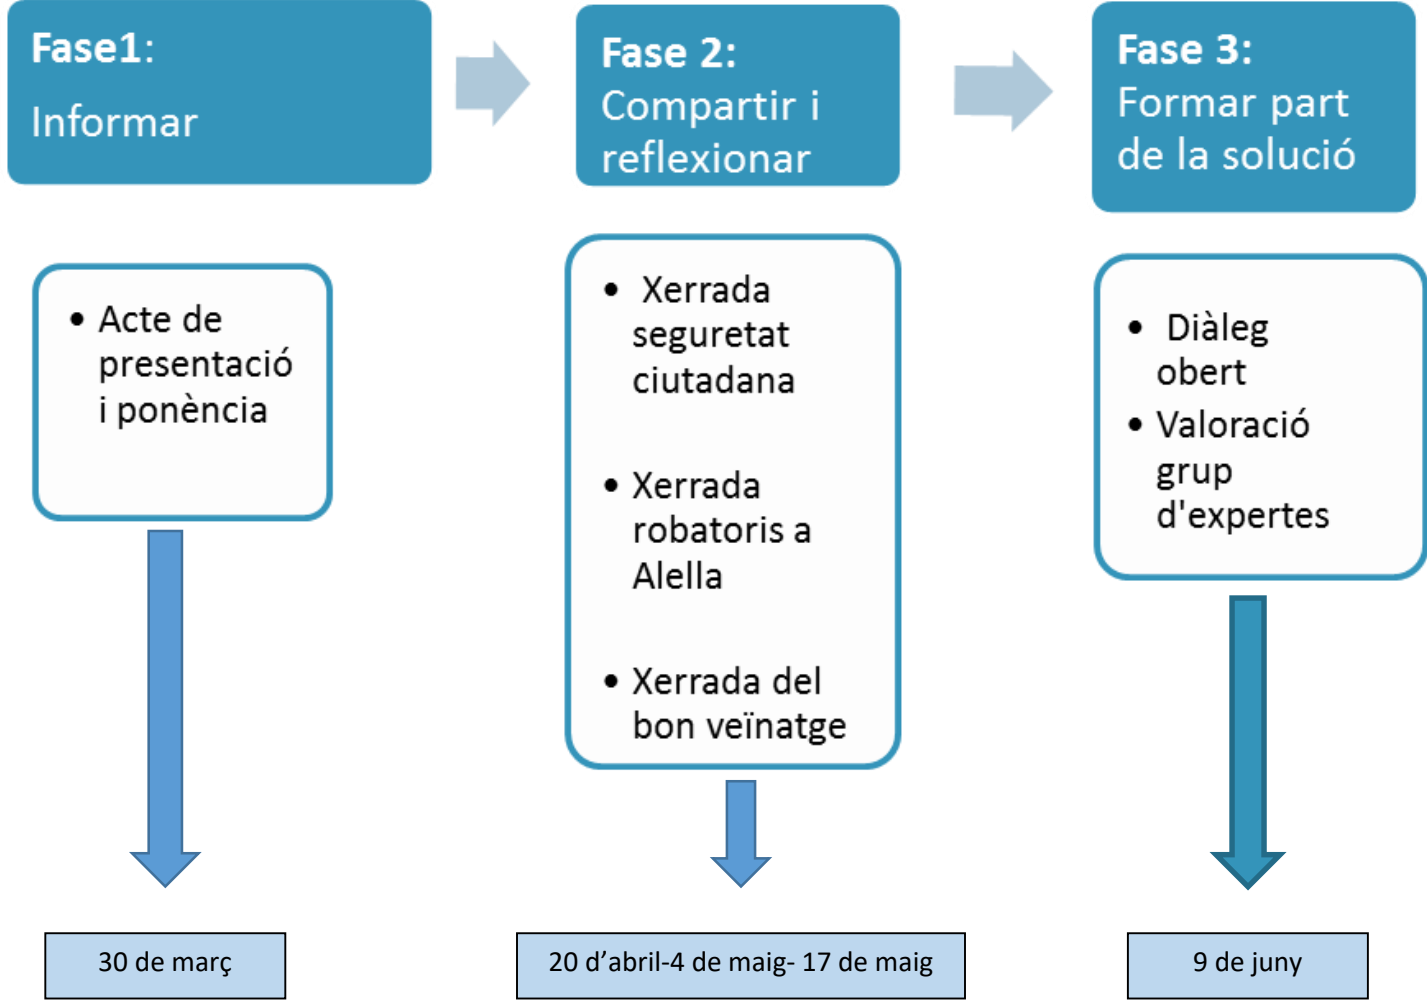 Fase1:
Informar
Fase 2:
Compartir i
reflexionar
Fase 3:
Formar part
de la solució
• Acte de
presentació
i ponència
• Xerrada
seguretat
ciutadana
• Xerrada
robatoris a
Alella
• Xerrada del
bon veïnatge
• Diàleg
obert
• Valoració
grup
d'expertes
30 de març
20 d’abril-4 de maig- 17 de maig
9 de juny